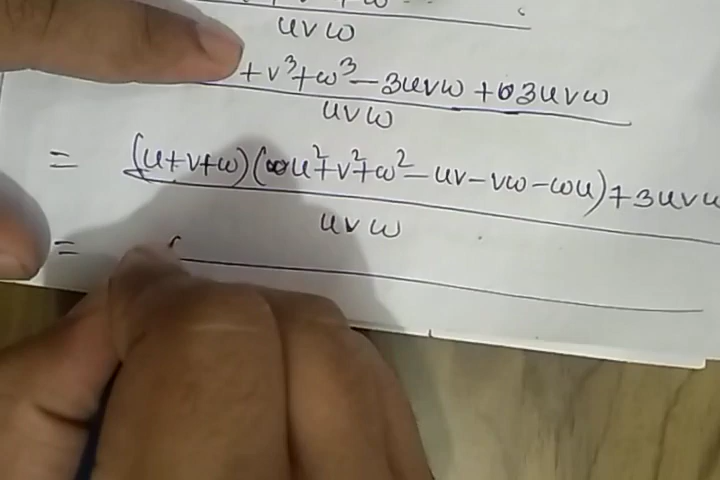 uvω
+ v³ + ω³ - 3uvω + 3uvω
uvω
= (u+v+ω)(u²+v²+ω² - uv - vω - ωu) + 3uvω
uvω
= (